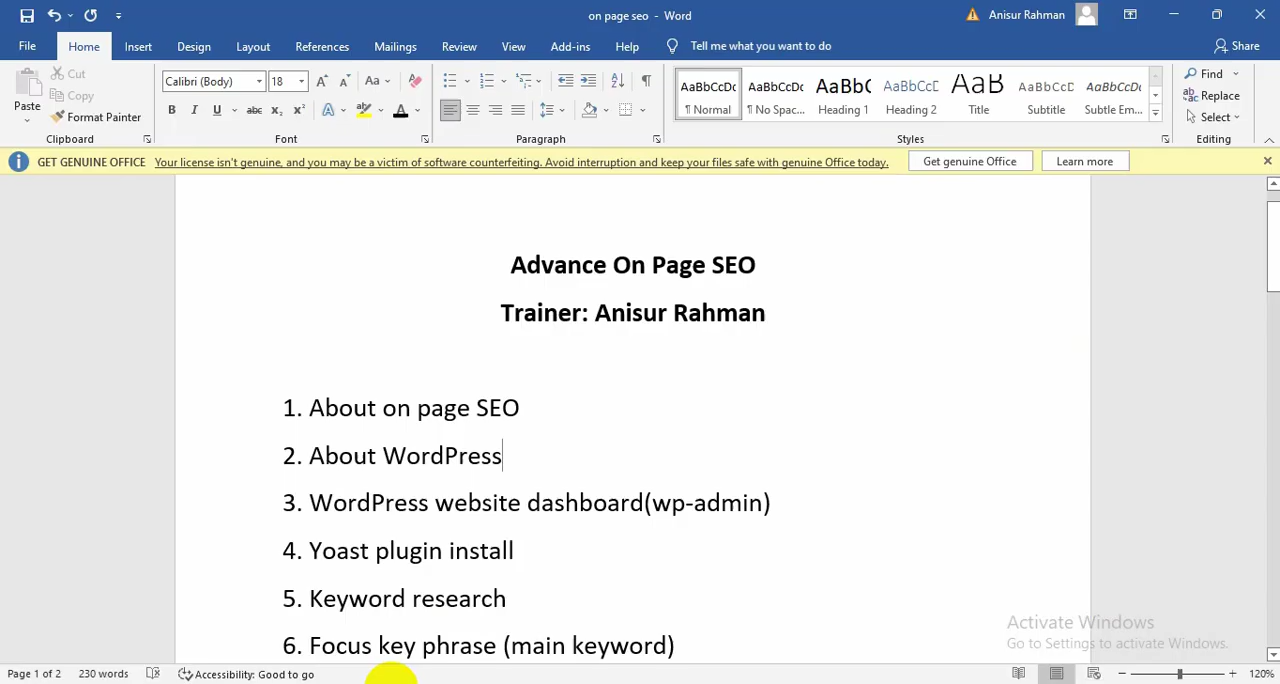 on page seo - Word
Anisur Rahman
File Home Insert Design Layout References Mailings Review View Add-ins Help Tell me what you want to do Share
Paste
Cut
Copy
Format Painter
Clipboard
Calibri (Body) 18
Font
Paragraph
AaBbCcDc AaBbCcDc AaBbC AaBbCcC AaB AaBbCcD AaBbCcDc
¶ Normal ¶ No Spac... Heading 1 Heading 2 Title Subtitle Subtle Em...
Styles
Find
Replace
Select
Editing
GET GENUINE OFFICE Your license isn't genuine, and you may be a victim of software counterfeiting. Avoid interruption and keep your files safe with genuine Office today. Get genuine Office Learn more
Advance On Page SEO
Trainer: Anisur Rahman
1. About on page SEO
2. About WordPress
3. WordPress website dashboard(wp-admin)
4. Yoast plugin install
5. Keyword research
6. Focus key phrase (main keyword)
Activate Windows
Go to Settings to activate Windows.
Page 1 of 2 230 words Accessibility: Good to go 120%